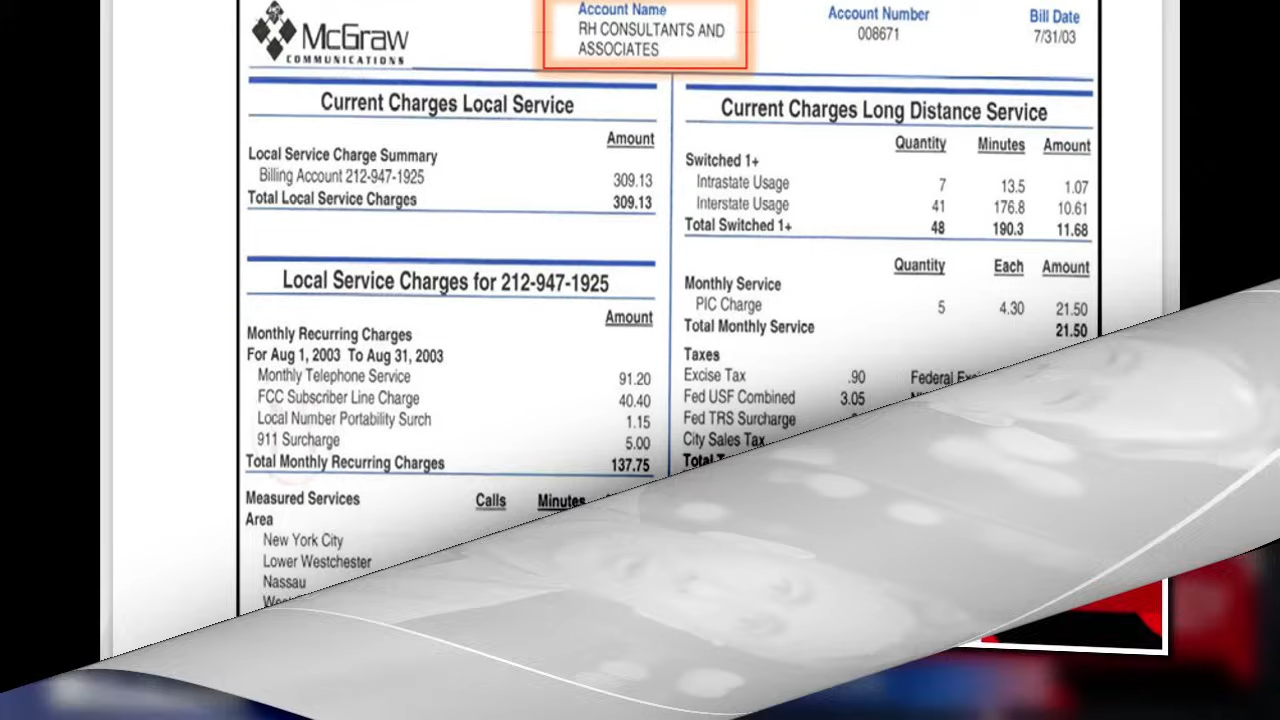 McGraw
COMMUNICATIONS
Account Name
RH CONSULTANTS AND
ASSOCIATES
Account Number
008671
Bill Date
7/31/03
Current Charges Local Service
Amount
Local Service Charge Summary
Billing Account 212-947-1925 309.13
Total Local Service Charges 309.13
Local Service Charges for 212-947-1925
Amount
Monthly Recurring Charges
For Aug 1, 2003 To Aug 31, 2003
Monthly Telephone Service 91.20
FCC Subscriber Line Charge 40.40
Local Number Portability Surch 1.15
911 Surcharge 5.00
Total Monthly Recurring Charges 137.75
Measured Services Calls Minutes
Area
New York City
Lower Westchester
Nassau
Current Charges Long Distance Service
Quantity Minutes Amount
Switched 1+
Intrastate Usage 7 13.5 1.07
Interstate Usage 41 176.8 10.61
Total Switched 1+ 48 190.3 11.68
Quantity Each Amount
Monthly Service
PIC Charge 5 4.30 21.50
Total Monthly Service 21.50
Taxes
Excise Tax .90 Federal
Fed USF Combined 3.05
Fed TRS Surcharge
City Sales Tax
Total